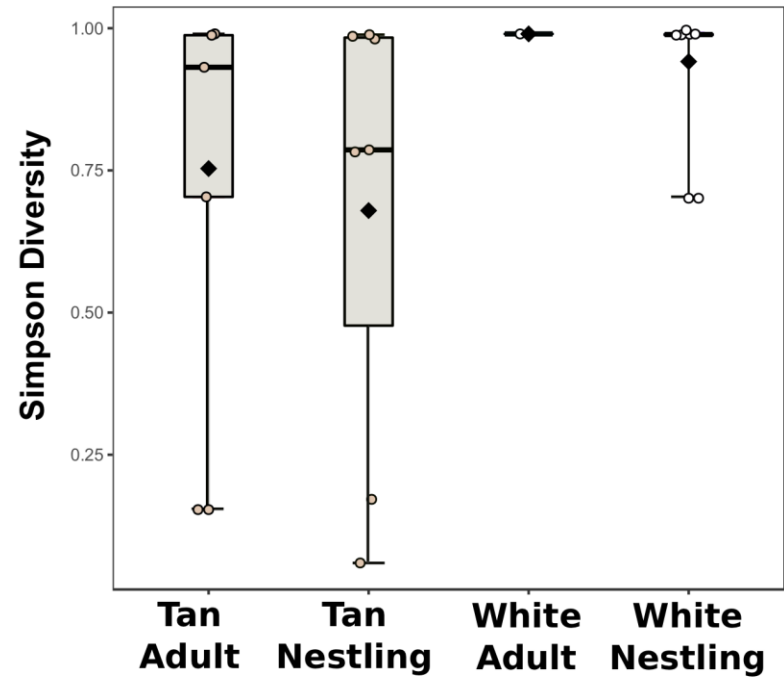 Simpson Diversity
1.00
0.75
0.50
0.25
Tan Adult
Tan Nestling
White Adult
White Nestling